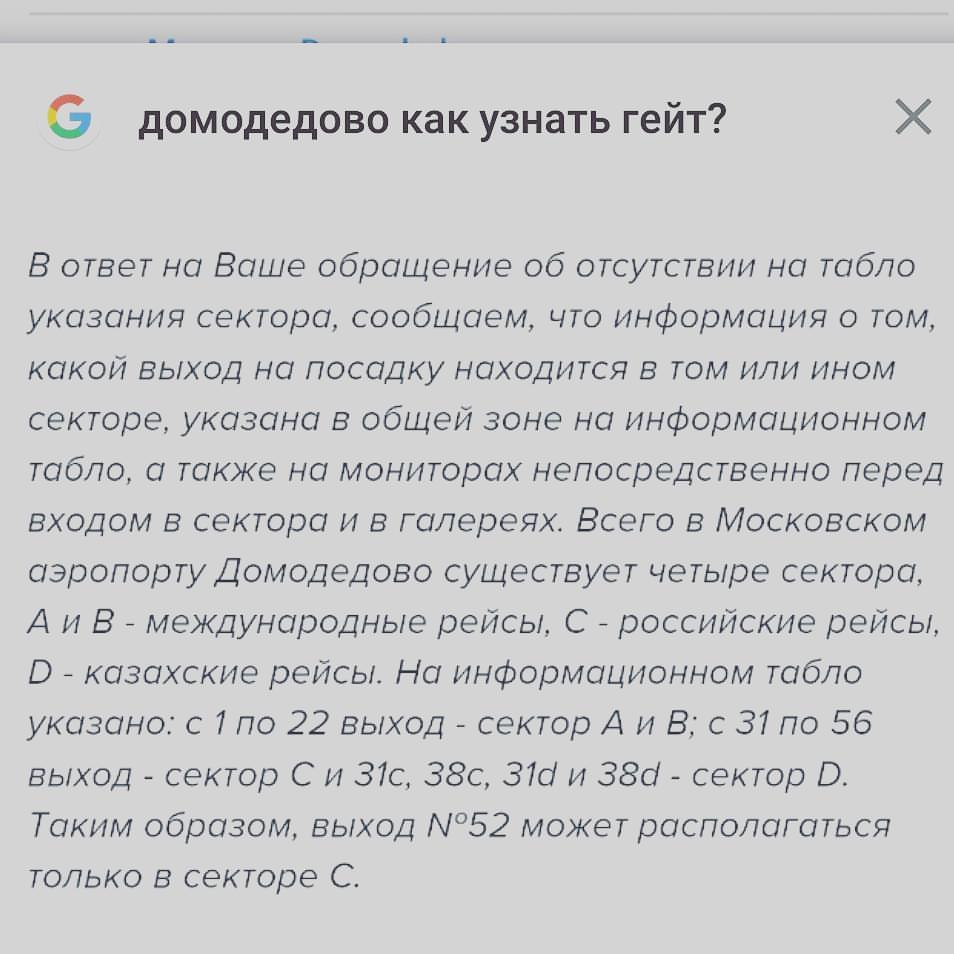 домодедово как узнать гейт?
В ответ на Ваше обращение об отсутствии на табло
указания сектора, сообщаем, что информация о том,
какой выход на посадку находится в том или ином
секторе, указана в общей зоне на информационном
табло, а также на мониторах непосредственно перед
входом в сектора и в галереях. Всего в Московском
аэропорту Домодедово существует четыре сектора,
А и В - международные рейсы, С - российские рейсы,
D - казахские рейсы. На информационном табло
указано: с 1 по 22 выход - сектор А и В; с 31 по 56
выход - сектор С и 31c, 38c, 31d и 38d - сектор D.
Таким образом, выход №52 может располагаться
только в секторе С.